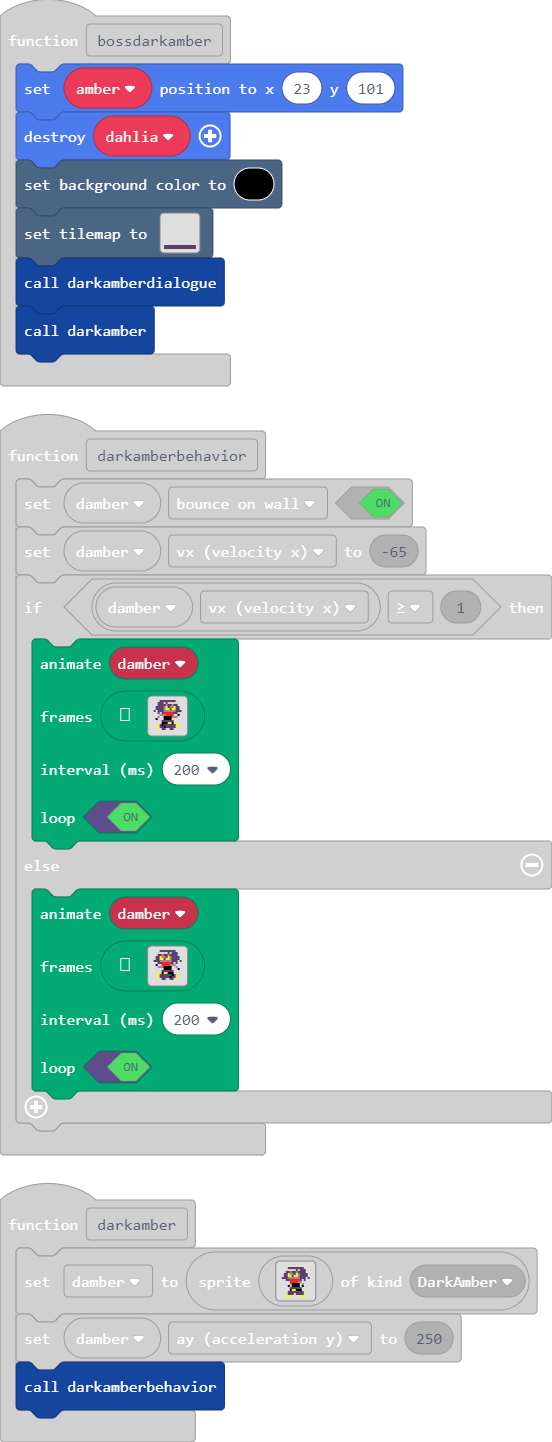 function bossdarkamber
set amber position to x 23 y 101
destroy dahlia
set background color to
set tilemap to
call darkamberdialogue
call darkamber
function darkamberbehavior
set damber bounce on wall ON
set damber vx (velocity x) to -65
if damber vx (velocity x) ≥ 1 then
animate damber
frames
interval (ms) 200
loop ON
else
animate damber
frames
interval (ms) 200
loop ON
function darkamber
set damber to sprite of kind DarkAmber
set damber ay (acceleration y) to 250
call darkamberbehavior